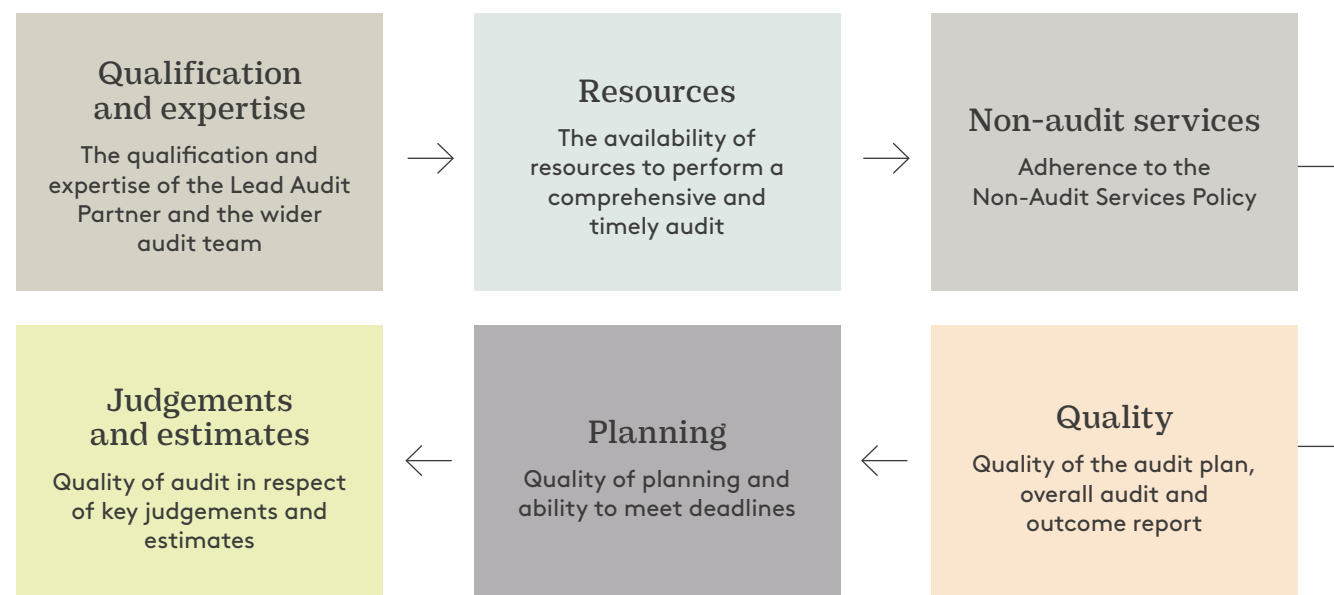 Qualification
and expertise
The qualification and
expertise of the Lead Audit
Partner and the wider
audit team
Resources
The availability of
resources to perform a
comprehensive and
timely audit
Non-audit services
Adherence to the
Non-Audit Services Policy
Judgements
and estimates
Quality of audit in respect
of key judgements and
estimates
Planning
Quality of planning and
ability to meet deadlines
Quality
Quality of the audit plan,
overall audit and
outcome report